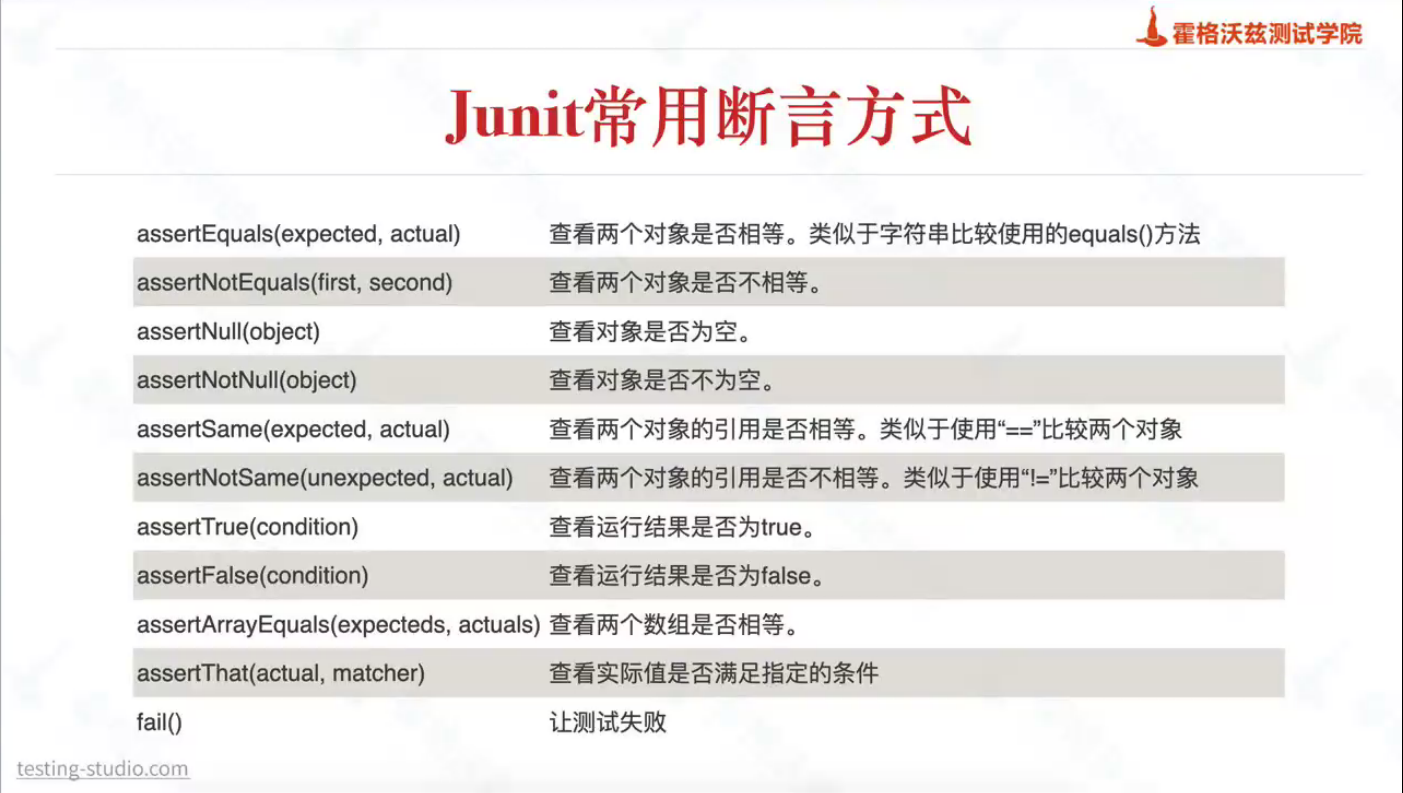 霍格沃兹测试学院
Junit常用断言方式
assertEquals(expected, actual) 查看两个对象是否相等。类似于字符串比较使用的equals()方法
assertNotEquals(first, second) 查看两个对象是否不相等。
assertNull(object) 查看对象是否为空。
assertNotNull(object) 查看对象是否不为空。
assertSame(expected, actual) 查看两个对象的引用是否相等。类似于使用“==”比较两个对象
assertNotSame(unexpected, actual) 查看两个对象的引用是否不相等。类似于使用“!=”比较两个对象
assertTrue(condition) 查看运行结果是否为true。
assertFalse(condition) 查看运行结果是否为false。
assertArrayEquals(expecteds, actuals) 查看两个数组是否相等。
assertThat(actual, matcher) 查看实际值是否满足指定的条件
fail() 让测试失败
testing-studio.com